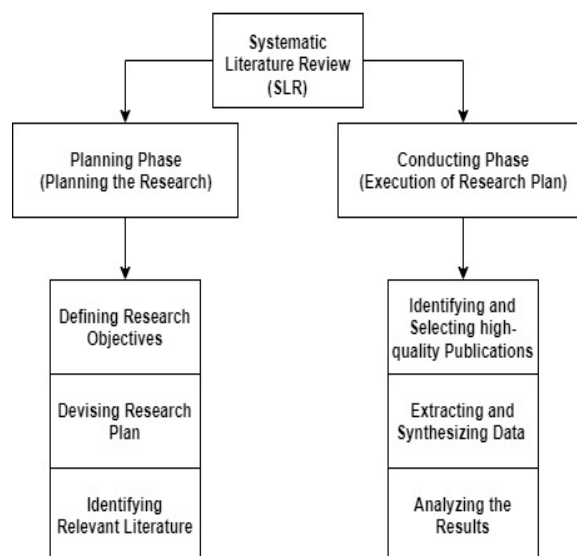 Systematic
Literature Review
(SLR)
Planning Phase
(Planning the Research)
Conducting Phase
(Execution of Research Plan)
Defining Research
Objectives
Devising Research
Plan
Identifying
Relevant Literature
Identifying and
Selecting high-
quality Publications
Extracting and
Synthesizing Data
Analyzing the
Results